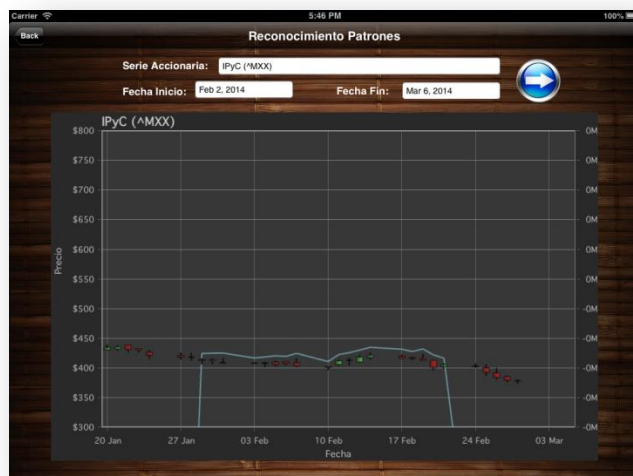 Carrier 5:46 PM 100%
Back Reconocimiento Patrones
Serie Accionaria: IPyC (^MXX)
Fecha Inicio: Feb 2, 2014 Fecha Fin: Mar 6, 2014
IPyC (^MXX)
$800 0M
$750 0M
$700 0M
$650 -0M
$600 -0M
Precio
$550 -0M
$500 -0M
$450 -0M
$400 -0M
$350 -0M
$300 -0M
20 Jan 27 Jan 03 Feb 10 Feb 17 Feb 24 Feb 03 Mar
Fecha